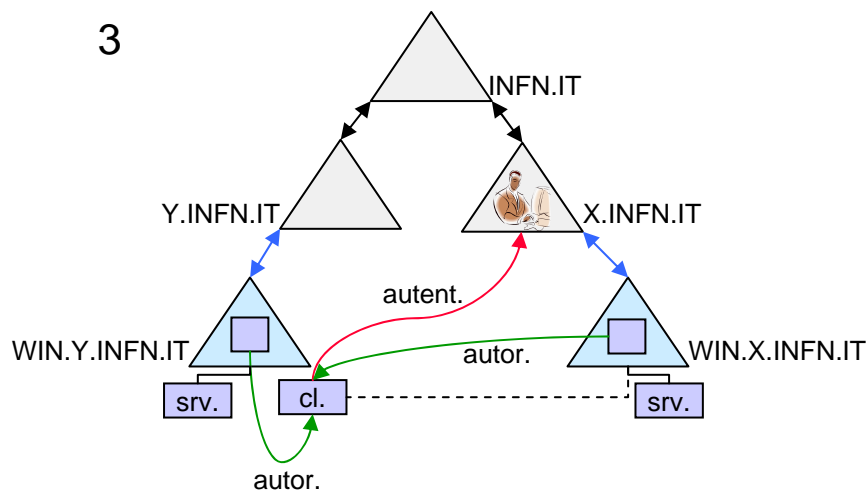 3
INFN.IT
Y.INFN.IT
X.INFN.IT
autent.
WIN.Y.INFN.IT
autor.
WIN.X.INFN.IT
srv.
cl.
srv.
autor.